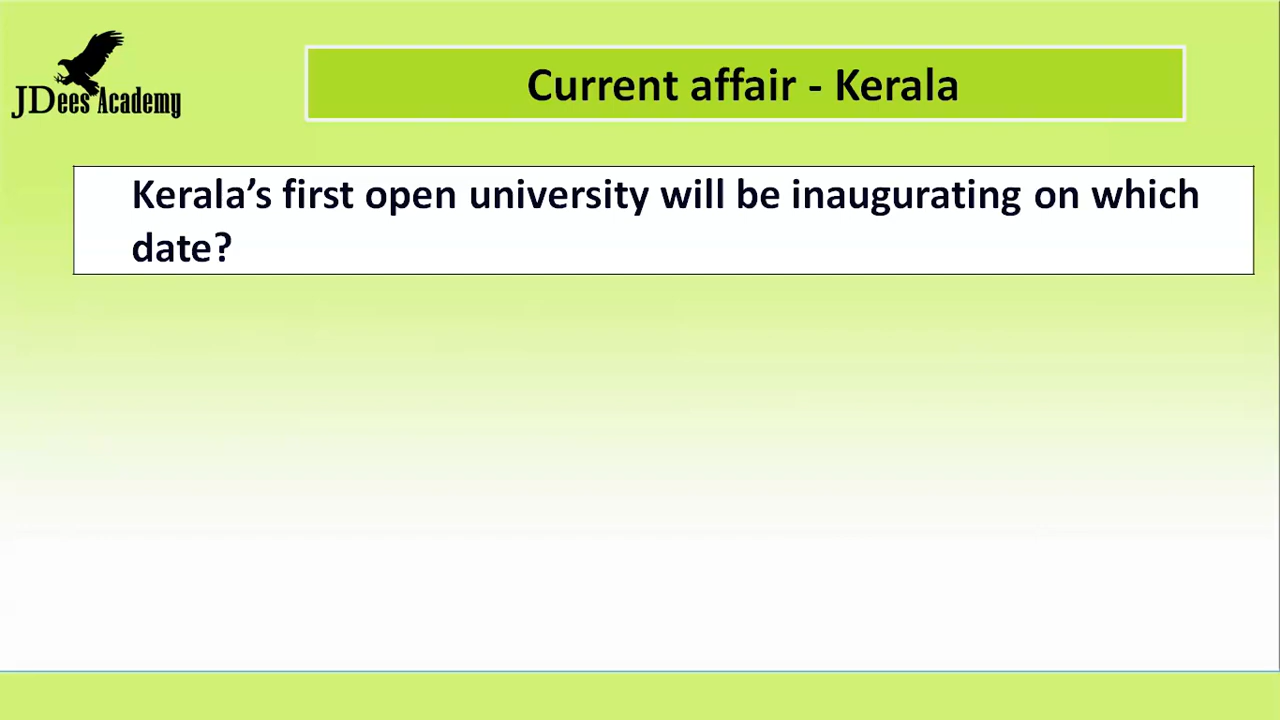 JDees Academy
Current affair - Kerala
Kerala’s first open university will be inaugurating on which
date?